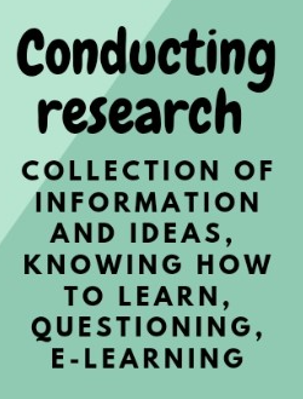 Conducting
research
COLLECTION OF
INFORMATION
AND IDEAS,
KNOWING HOW
TO LEARN,
QUESTIONING,
E-LEARNING